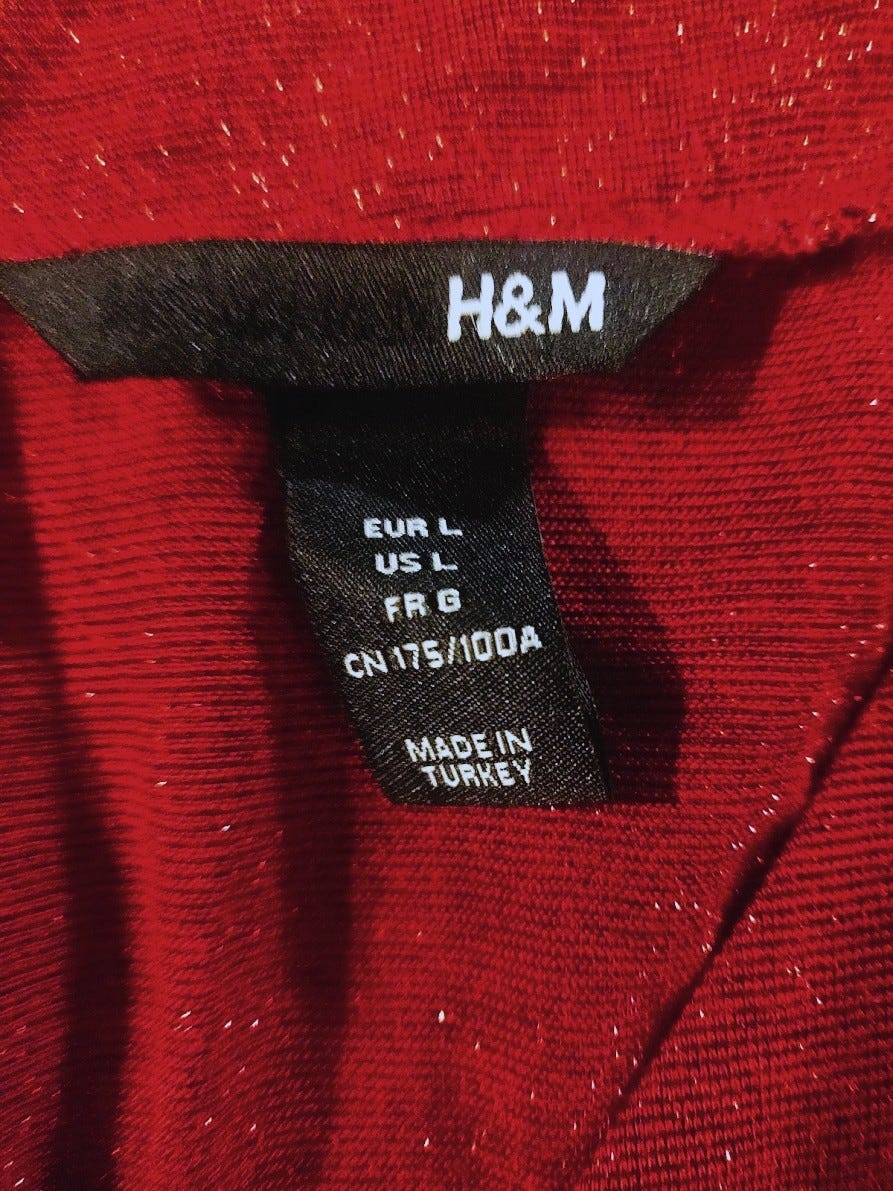 H&M
EUR L
US L
FR G
CN 175/100A
MADE IN
TURKEY